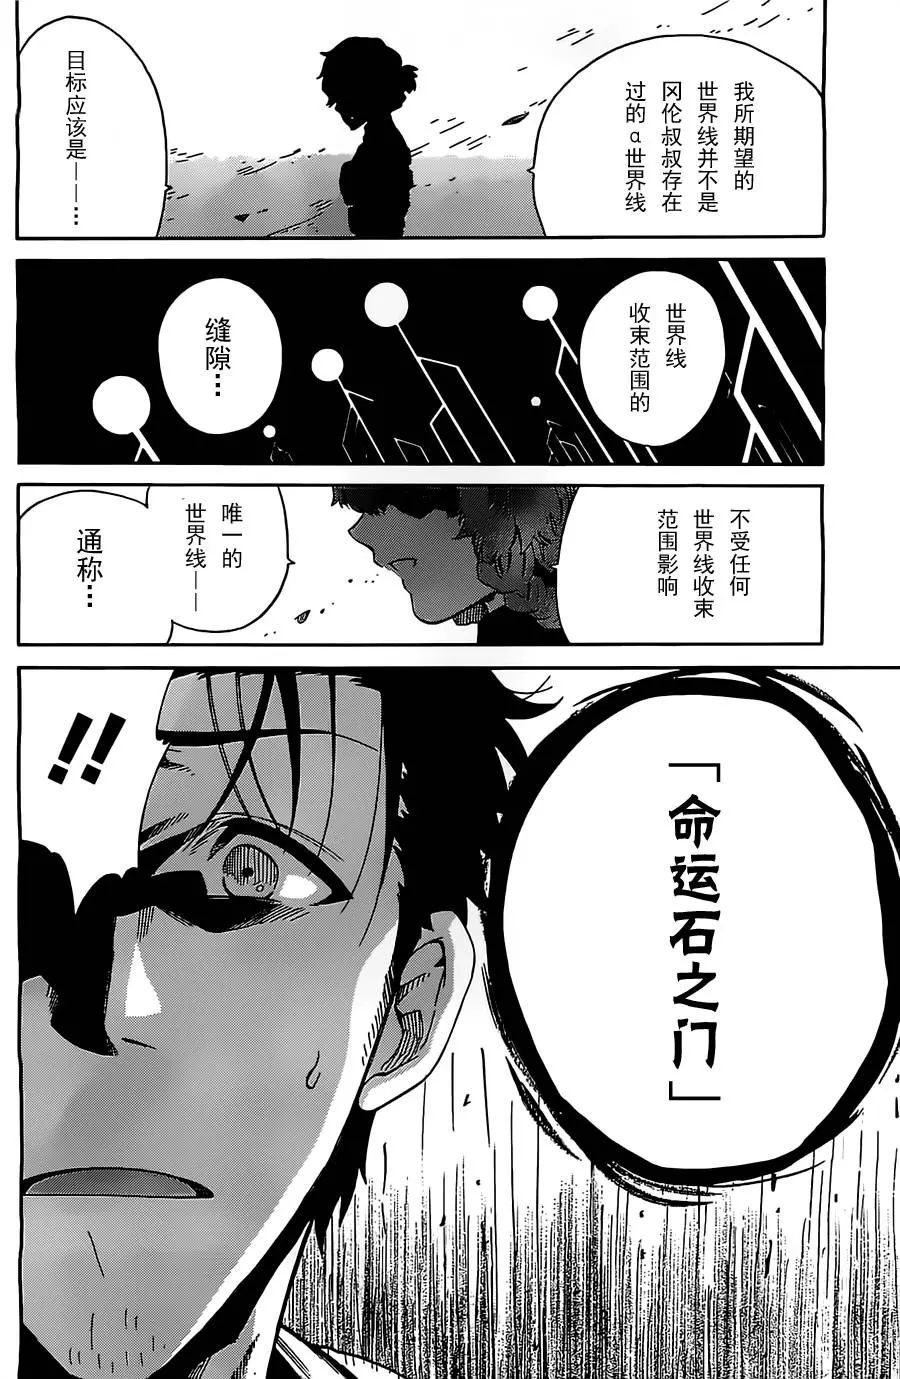 我所期望的
世界线并不是
冈伦叔叔存在
过的α世界线
目标应该是——…
世界线
收束范围的
缝隙…
不受任何
世界线收束
范围影响
唯一的
世界线——
通称…
!!
「命运石之门」